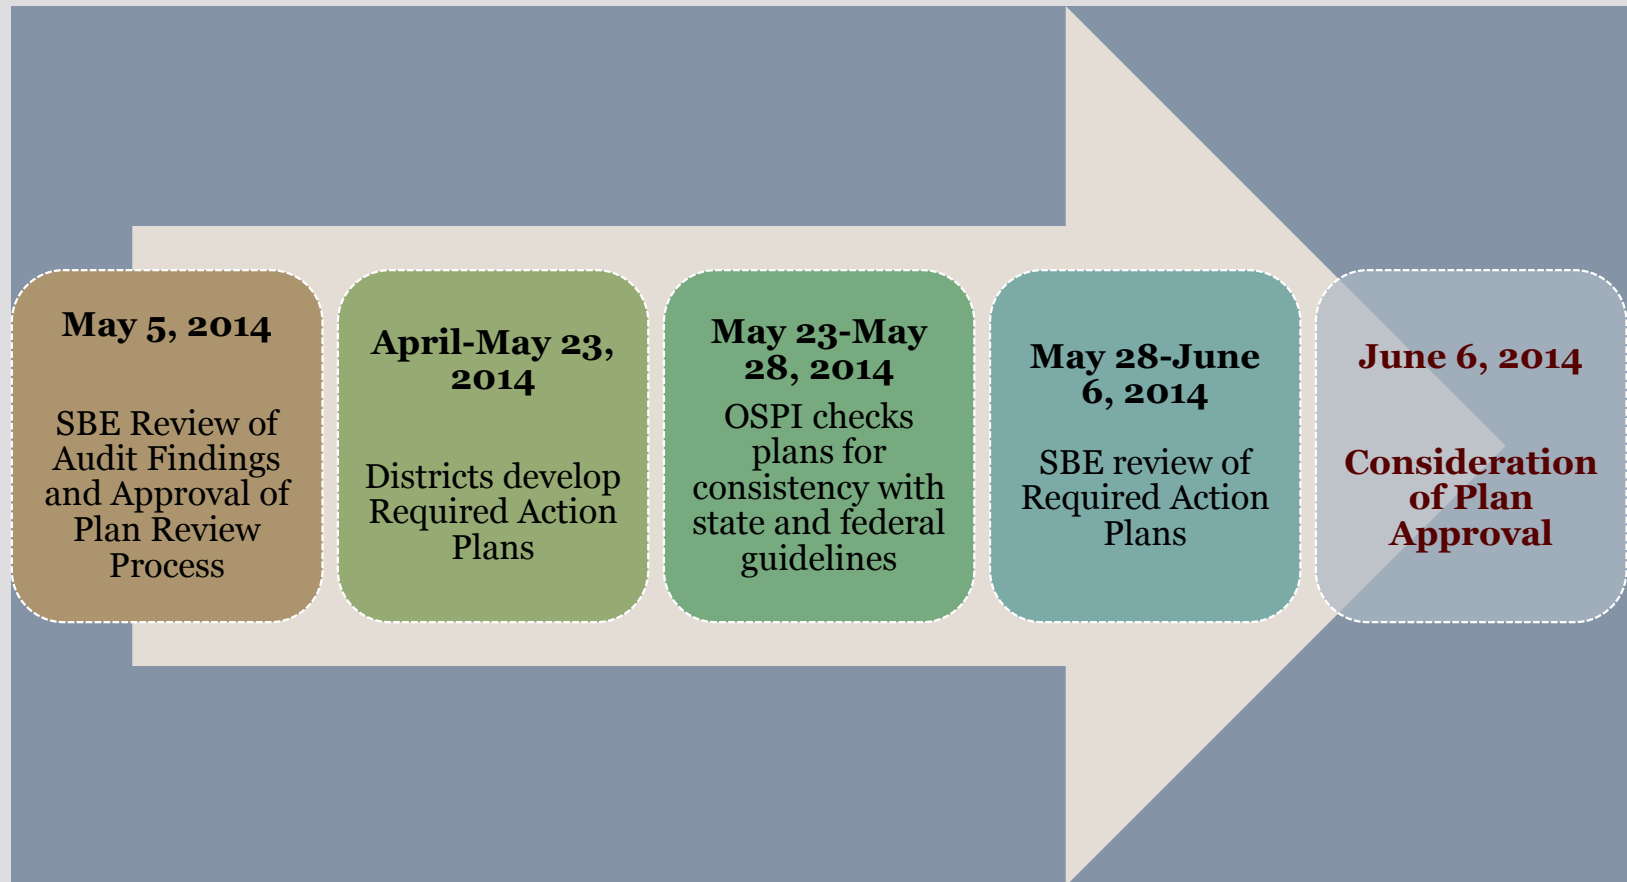 May 5, 2014
SBE Review of
Audit Findings
and Approval of
Plan Review
Process
April-May 23,
2014
Districts develop
Required Action
Plans
May 23-May
28, 2014
OSPI checks
plans for
consistency with
state and federal
guidelines
May 28-June
6, 2014
SBE review of
Required Action
Plans
June 6, 2014
Consideration
of Plan
Approval